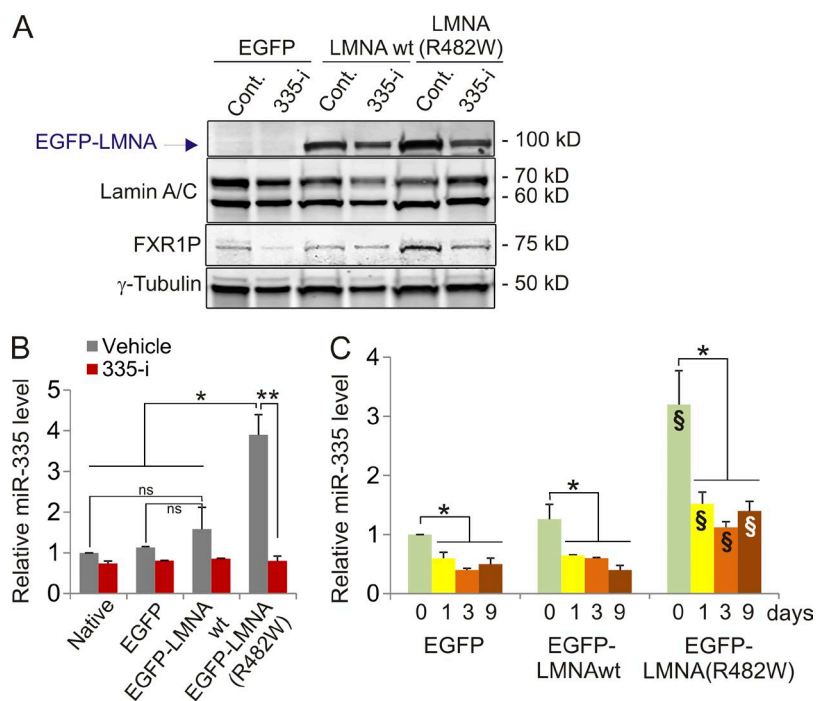 A
EGFP LMNA wt LMNA (R482W)
Cont. 335-i Cont. 335-i Cont. 335-i
EGFP-LMNA - 100 kD
Lamin A/C - 70 kD
- 60 kD
FXR1P - 75 kD
γ-Tubulin - 50 kD
B
Vehicle
335-i
Relative miR-335 level
5
4
3
2
1
0
* **
ns
ns
Native
EGFP
EGFP-LMNA wt
EGFP-LMNA (R482W)
C
Relative miR-335 level
4
3
2
1
0
* * *
§ § § §
0 1 3 9 0 1 3 9 0 1 3 9 days
EGFP
EGFP-
LMNAwt
EGFP-
LMNA(R482W)